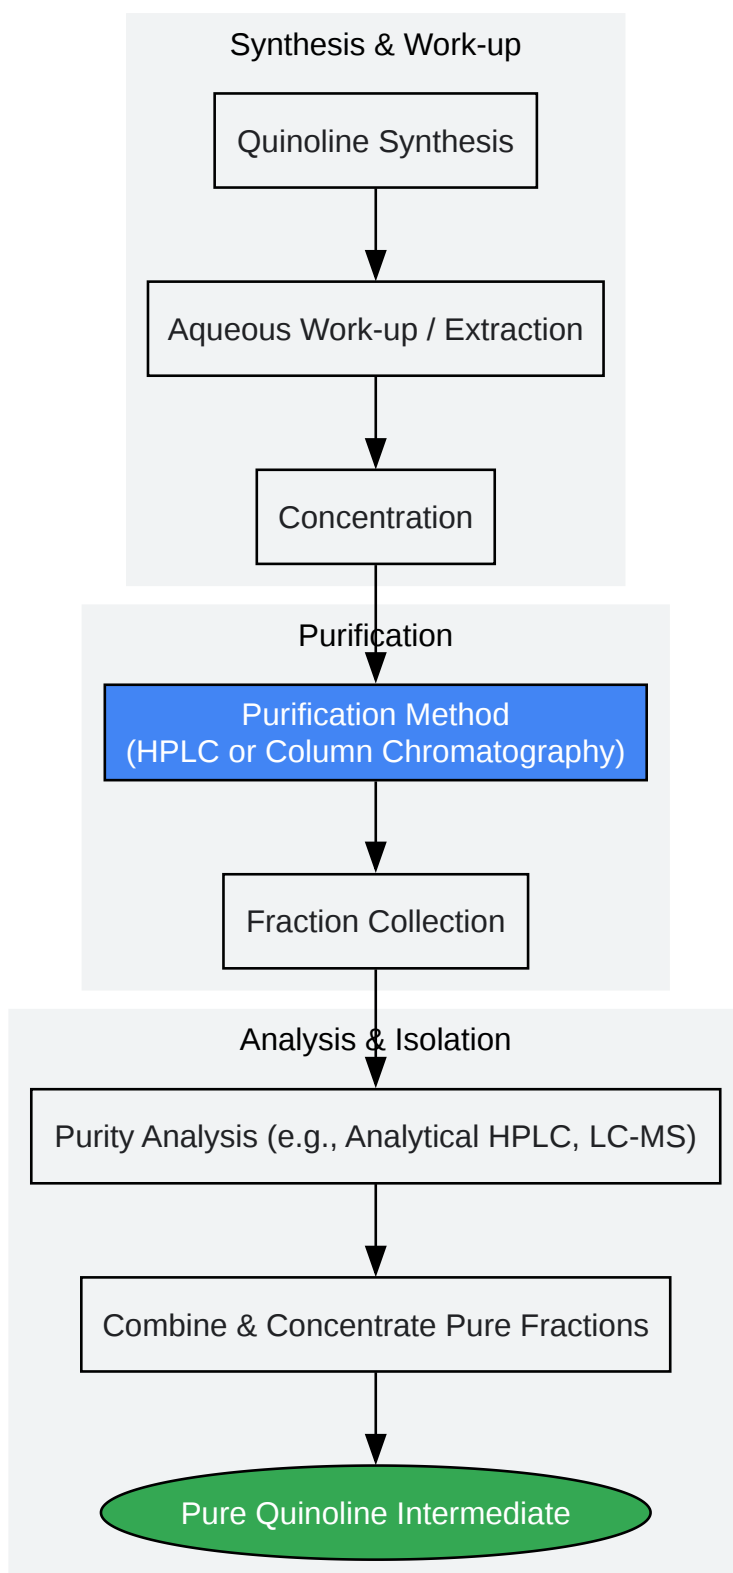 Synthesis & Work-up
Quinoline Synthesis
Aqueous Work-up / Extraction
Concentration
Purification
Purification Method
(HPLC or Column Chromatography)
Fraction Collection
Analysis & Isolation
Purity Analysis (e.g., Analytical HPLC, LC-MS)
Combine & Concentrate Pure Fractions
Pure Quinoline Intermediate